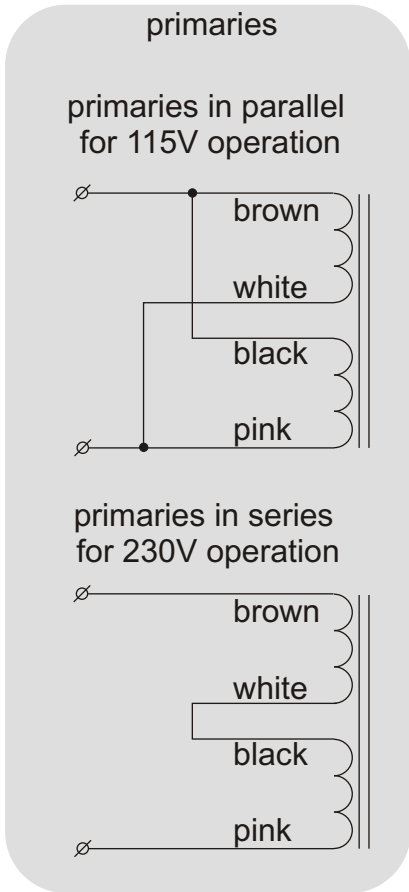 primaries
primaries in parallel
for 115V operation
brown
white
black
pink
primaries in series
for 230V operation
brown
white
black
pink